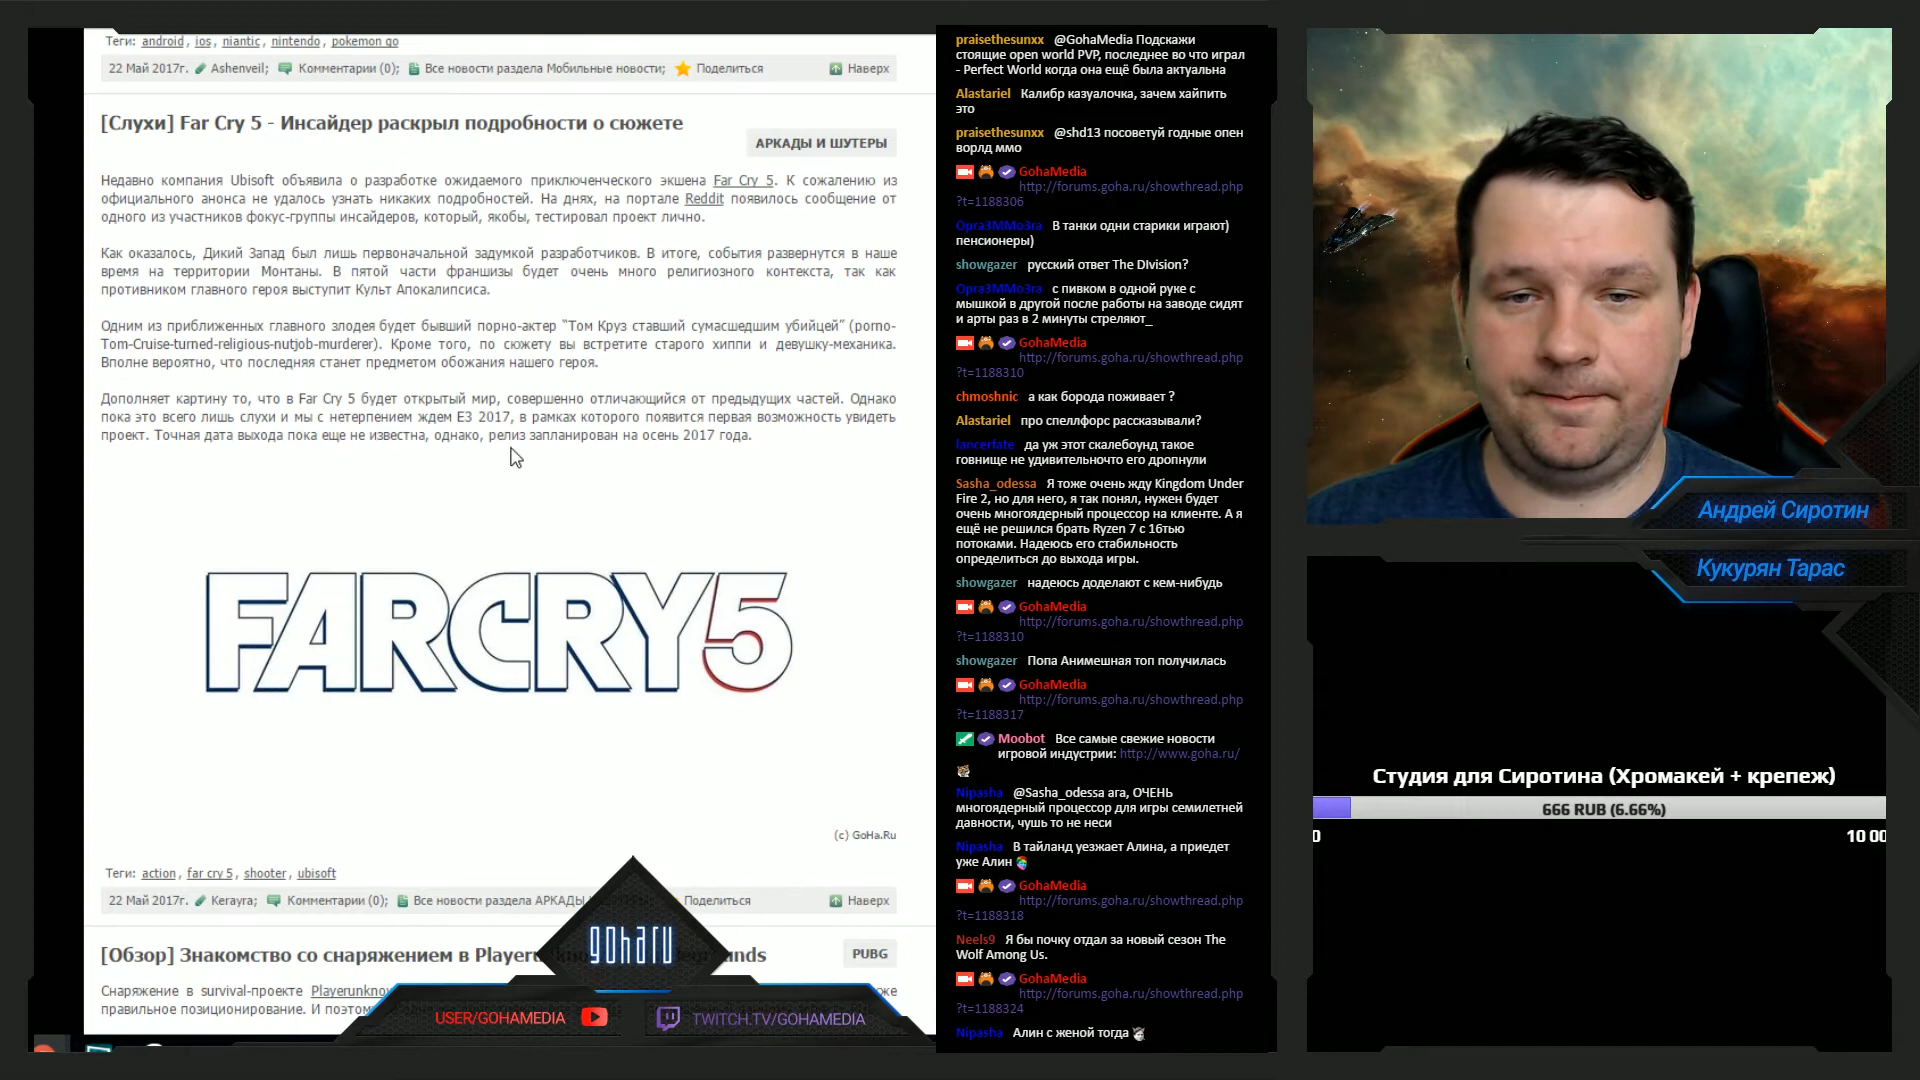 Теги: android, ios, niantic, nintendo, pokemon go
22 Май 2017г. Ashenveil; Комментарии (0); Все новости раздела Мобильные новости; Поделиться Наверх
[Слухи] Far Cry 5 - Инсайдер раскрыл подробности о сюжете
АРКАДЫ И ШУТЕРЫ
Недавно компания Ubisoft объявила о разработке ожидаемого приключенческого экшена Far Cry 5. К сожалению из
официального анонса не удалось узнать никаких подробностей. На днях, на портале Reddit появилось сообщение от
одного из участников фокус-группы инсайдеров, который, якобы, тестировал проект лично.
Как оказалось, Дикий Запад был лишь первоначальной задумкой разработчиков. В итоге, события развернутся в наше
время на территории Монтаны. В пятой части франшизы будет очень много религиозного контекста, так как
противником главного героя выступит Культ Апокалипсиса.
Одним из приближенных главного злодея будет бывший порно-актер "Том Круз ставший сумасшедшим убийцей" (porno-
Tom-Cruise-turned-religious-nutjob-murderer). Кроме того, по сюжету вы встретите старого хиппи и девушку-механика.
Вполне вероятно, что последняя станет предметом обожания нашего героя.
Дополняет картину то, что в Far Cry 5 будет открытый мир, совершенно отличающийся от предыдущих частей. Однако
пока это всего лишь слухи и мы с нетерпением ждем E3 2017, в рамках которого появится первая возможность увидеть
проект. Точная дата выхода пока еще не известна, однако, релиз запланирован на осень 2017 года.
FARCRY5
(c) GoHa.Ru
Теги: action, far cry 5, shooter, ubisoft
22 Май 2017г. Kerayra; Комментарии (0); Все новости раздела АРКАДЫ Поделиться Наверх
[Обзор] Знакомство со снаряжением в Player nds
PUBG
Снаряжение в survival-проекте
правильное позиционирование. И
goharu
USER/GOHAMEDIA
TWITCH.TV/GOHAMEDIA
praisethesunxx @GohaMedia Подскажи
стоящие open world PVP, последнее во что играл
- Perfect World когда она ещё была актуальна
Alastariel Калибр казуалочка, зачем хайпить
это
praisethesunxx @shd13 посоветуй годные опен
ворлд ммо
GohaMedia
http://forums.goha.ru/showthread.php
?t=1188306
Opra3MMo3ra В танки одни старики играют)
пенсионеры)
showgazer русский ответ The DIvision?
Opra3MMo3ra с пивком в одной руке с
мышкой в другой после работы на заводе сидят
и арты раз в 2 минуты стреляют_
GohaMedia
http://forums.goha.ru/showthread.php
?t=1188310
chmoshnic а как борода поживает ?
Alastariel про спеллфорс рассказывали?
lancerfate да уж этот скалебоунд такое
говнище не удивительночто его дропнули
Sasha_odessa Я тоже очень жду Kingdom Under
Fire 2, но для него, я так понял, нужен будет
очень многоядерный процессор на клиенте. А я
ещё не решился брать Ryzen 7 с 16тью
потоками. Надеюсь его стабильность
определиться до выхода игры.
showgazer надеюсь доделают с кем-нибудь
GohaMedia
http://forums.goha.ru/showthread.php
?t=1188310
showgazer Попа Анимешная топ получилась
GohaMedia
http://forums.goha.ru/showthread.php
?t=1188317
Moobot Все самые свежие новости
игровой индустрии: http://www.goha.ru/
Nipasha @Sasha_odessa ага, ОЧЕНЬ
многоядерный процессор для игры семилетней
давности, чушь то не неси
Nipasha В тайланд уезжает Алина, а приедет
уже Алин
GohaMedia
http://forums.goha.ru/showthread.php
?t=1188318
Neels9 Я бы почку отдал за новый сезон The
Wolf Among Us.
GohaMedia
http://forums.goha.ru/showthread.php
?t=1188324
Nipasha Алин с женой тогда
Андрей Сиротин
Кукурян Тарас
Студия для Сиротина (Хромакей + крепеж)
666 RUB (6.66%)
0
10 00